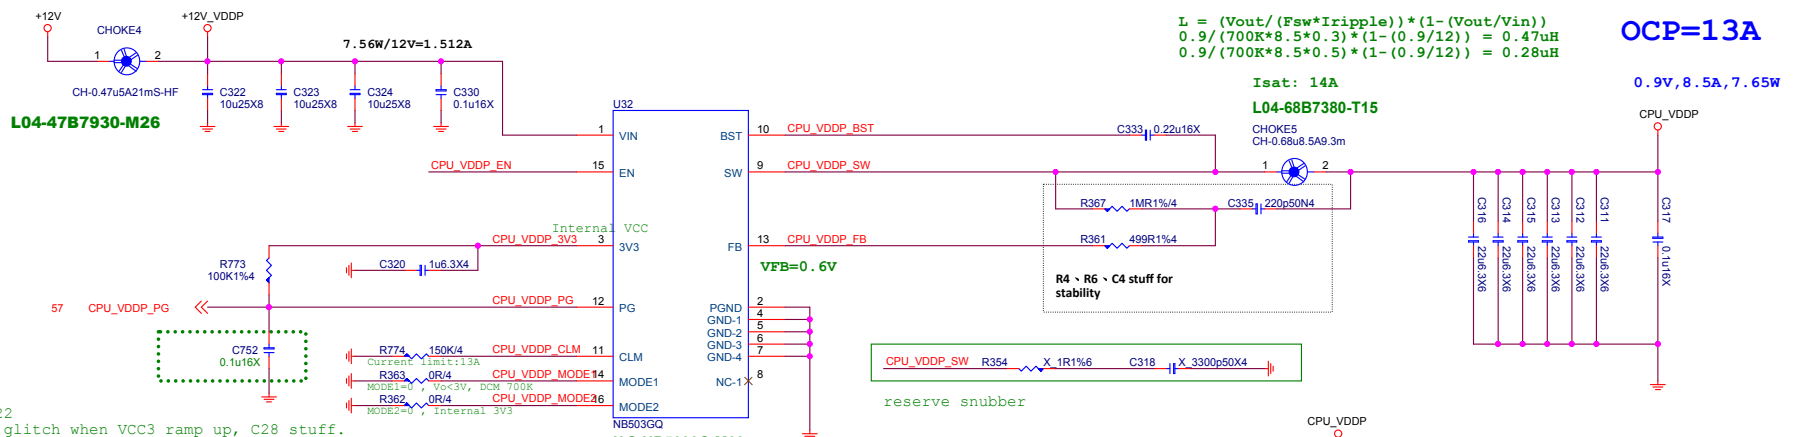 +12V
+12V_VDDP
CHOKE4
1
2
7.56W/12V=1.512A
CH-0.47u5A21mS-HF
L04-47B7930-M26
C322
10u25X8
C323
10u25X8
C324
10u25X8
C330
0.1u16X
L = (Vout/(Fsw*Iripple))*(1-(Vout/Vin))
0.9/(700K*8.5*0.3)*(1-(0.9/12)) = 0.47uH
0.9/(700K*8.5*0.5)*(1-(0.9/12)) = 0.28uH
OCP=13A
Isat: 14A
0.9V,8.5A,7.65W
L04-68B7380-T15
CHOKE5
CH-0.68u8.5A9.3m
1
2
CPU_VDDP
U32
1
VIN
BST
10
CPU_VDDP_BST
C333
0.22u16X
CPU_VDDP_EN
15
EN
SW
9
CPU_VDDP_SW
R367
1MR1%/4
C335
220p50N4
Internal VCC
CPU_VDDP_3V3
3
3V3
FB
13
CPU_VDDP_FB
R361
499R1%4
VFB=0.6V
R773
100K1%4
C320
1u6.3X4
R4、R6、C4 stuff for
stability
C316
22u6.3X6
C314
22u6.3X6
C315
22u6.3X6
C313
22u6.3X6
C312
22u6.3X6
C311
22u6.3X6
C317
0.1u16X
57
CPU_VDDP_PG
CPU_VDDP_PG
12
PG
PGND
2
GND-1
4
GND-2
5
GND-3
6
GND-4
7
C752
0.1u16X
R774
150K/4
CPU_VDDP_CLM
11
CLM
Current limit:13A
R363
0R/4
CPU_VDDP_MODE1
14
MODE1
NC-1
8
MODE1=0 , Vo<3V, DCM 700K
R362
0R/4
CPU_VDDP_MODE2
16
MODE2
MODE2=0 , Internal 3V3
NB503GQ
CPU_VDDP_SW
R354
X_1R1%6
C318
X_3300p50X4
reserve snubber
CPU_VDDP
22
glitch when VCC3 ramp up, C28 stuff.